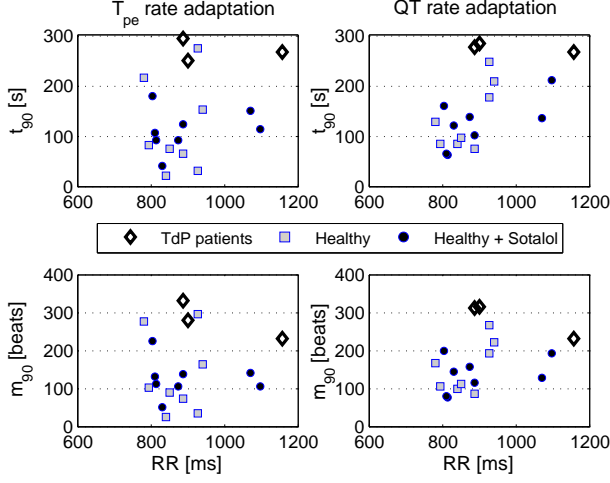 T_pe rate adaptation
QT rate adaptation
t_90 [s]
300
200
100
0
600 800 1000 1200
t_90 [s]
300
200
100
0
600 800 1000 1200
TdP patients Healthy Healthy + Sotalol
m_90 [beats]
400
300
200
100
0
600 800 1000 1200
RR [ms]
m_90 [beats]
400
300
200
100
0
600 800 1000 1200
RR [ms]